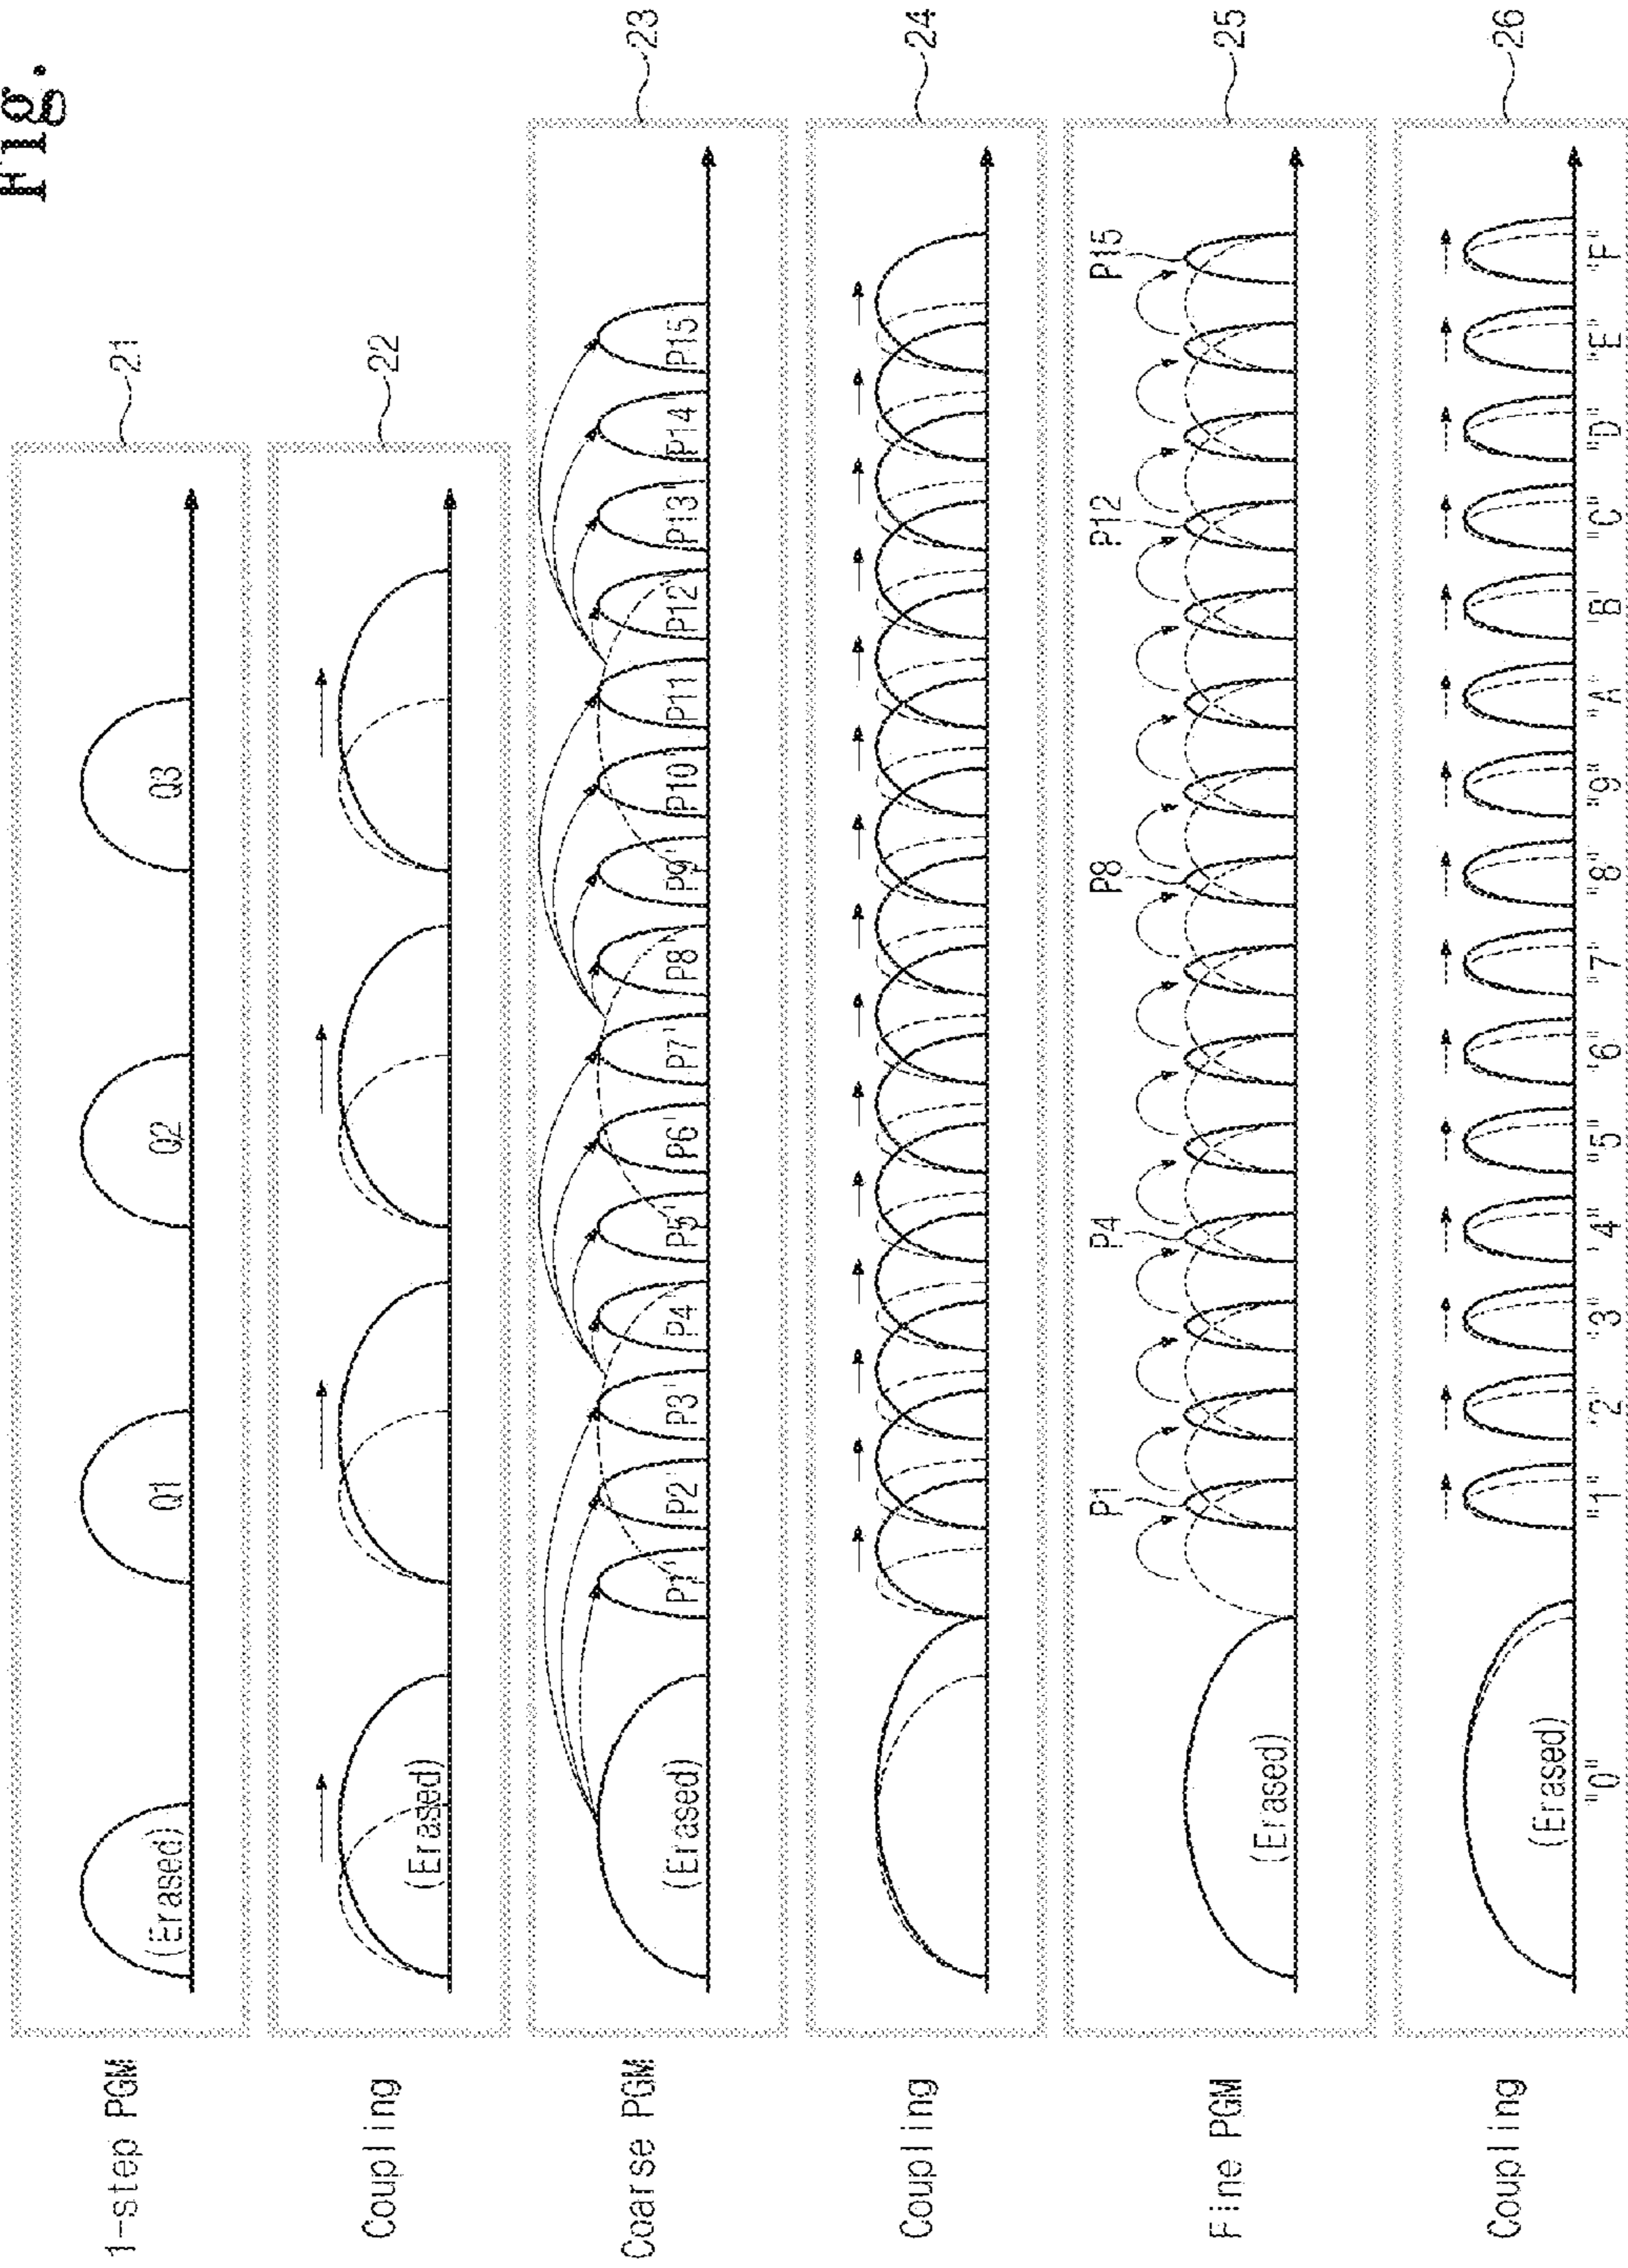 Fig.
1-step PGM
(Erased)
Q1
Q2
Q3
21
Coupling
(Erased)
22
Coarse PGM
(Erased)
P1'
P2'
P3'
P4'
P5'
P6'
P7'
P8'
P9'
P10'
P11'
P12'
P13'
P14'
P15'
23
Coupling
24
Fine PGM
(Erased)
P1
P4
P8
P12
P15
25
Coupling
(Erased)
"0"
"1"
"2"
"3"
"4"
"5"
"6"
"7"
"8"
"9"
"A"
"B"
"C"
"D"
"E"
"F"
26